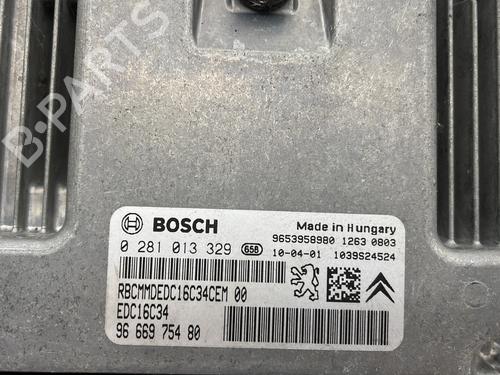 B-PARTS
BOSCH
Made in Hungary
9653958980 1263 0803
0 281 013 329 658 10-04-01 1039S24524
RBCMMDEDC16C34CEM 00
EDC16C34
96 669 754 80